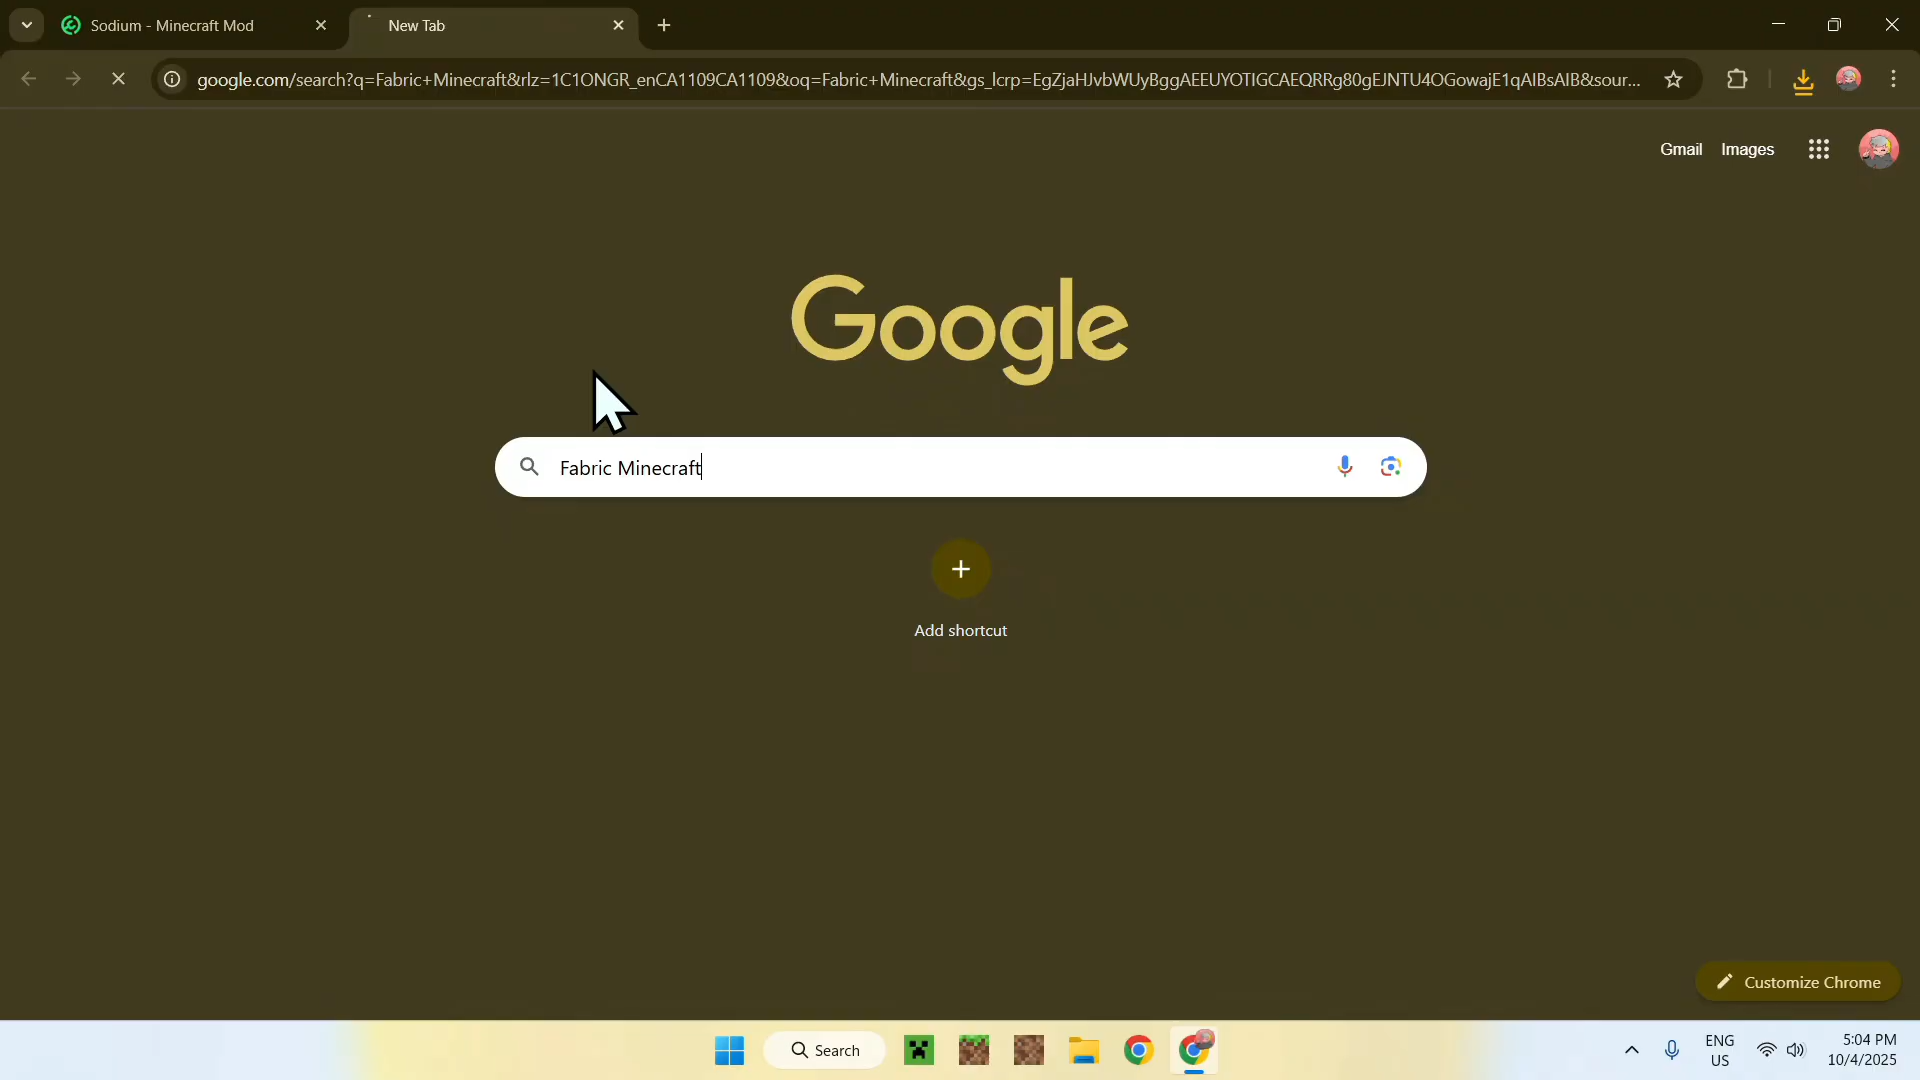 Sodium - Minecraft Mod
New Tab
google.com/search?q=Fabric+Minecraft&rlz=1C1ONGR_enCA1109CA1109&oq=Fabric+Minecraft&gs_lcrp=EgZjaHJvbWUyBggAEEUYOTIGCAEQRRg80gEJNTU4OGowajE1qAIBsAIB&sour...
Gmail Images
Google
Fabric Minecraft
Add shortcut
Customize Chrome
Search
ENG
US
5:04 PM
10/4/2025